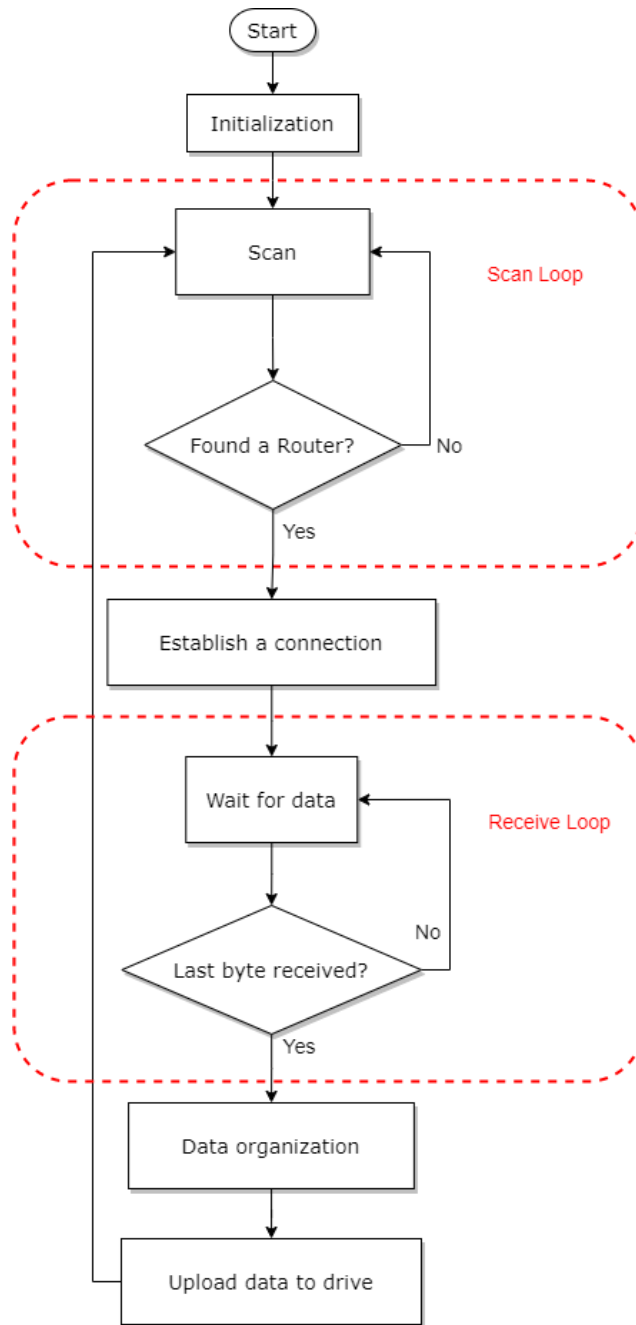 Start
Initialization
Scan
Scan Loop
Found a Router?
No
Yes
Establish a connection
Wait for data
Receive Loop
No
Last byte received?
Yes
Data organization
Upload data to drive